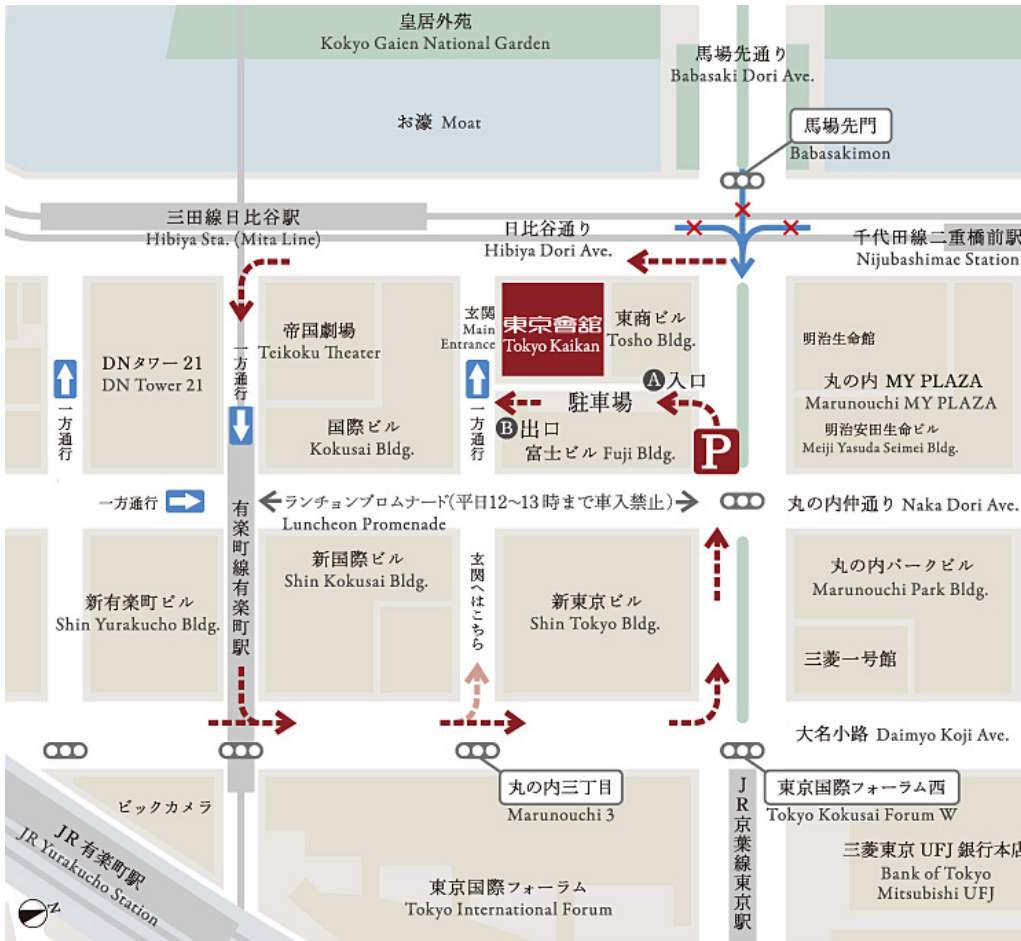 皇居外苑
Kokyo Gaien National Garden
馬場先通り
Babasaki Dori Ave.
お濠 Moat
馬場先門
Babasakimon
三田線日比谷駅
Hibiya Sta. (Mita Line)
日比谷通り
Hibiya Dori Ave.
千代田線二重橋前駅
Nijubashimae Station
DNタワー 21
DN Tower 21
一方通行
一方通行
帝国劇場
Teikoku Theater
国際ビル
Kokusai Bldg.
玄関
Main
Entrance
一方通行
東京會舘
Tokyo Kaikan
東商ビル
Tosho Bldg.
A 入口
駐車場
B 出口
富士ビル Fuji Bldg.
P
明治生命館
丸の内 MY PLAZA
Marunouchi MY PLAZA
明治安田生命ビル
Meiji Yasuda Seimei Bldg.
一方通行
ランチョンプロムナード(平日12〜13時まで車入禁止)
Luncheon Promenade
丸の内仲通り Naka Dori Ave.
新有楽町ビル
Shin Yurakucho Bldg.
有楽町線有楽町駅
新国際ビル
Shin Kokusai Bldg.
玄関へはこちら
新東京ビル
Shin Tokyo Bldg.
丸の内パークビル
Marunouchi Park Bldg.
三菱一号館
大名小路 Daimyo Koji Ave.
ビックカメラ
JR 有楽町駅
JR Yurakucho Station
丸の内三丁目
Marunouchi 3
東京国際フォーラム
Tokyo International Forum
JR京葉線東京駅
東京国際フォーラム西
Tokyo Kokusai Forum W
三菱東京 UFJ 銀行本店
Bank of Tokyo
Mitsubishi UFJ
N